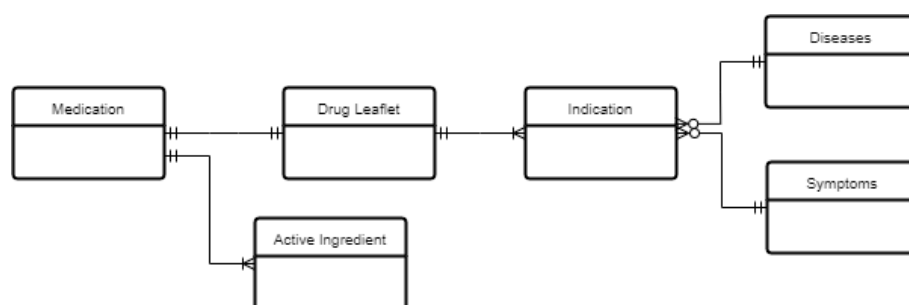 Diseases
Medication
Drug Leaflet
Indication
Symptoms
Active Ingredient